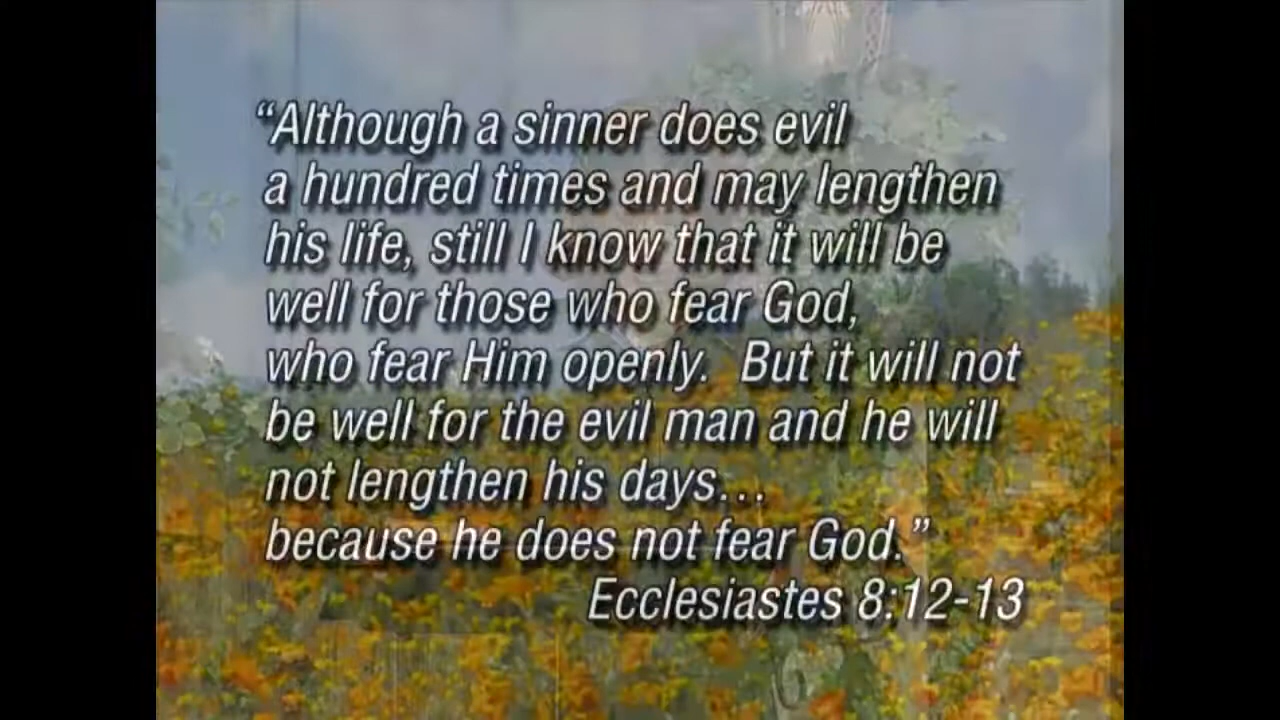 “Although a sinner does evil
a hundred times and may lengthen
his life, still I know that it will be
well for those who fear God,
who fear Him openly.  But it will not
be well for the evil man and he will
not lengthen his days…
because he does not fear God.”
Ecclesiastes 8:12-13